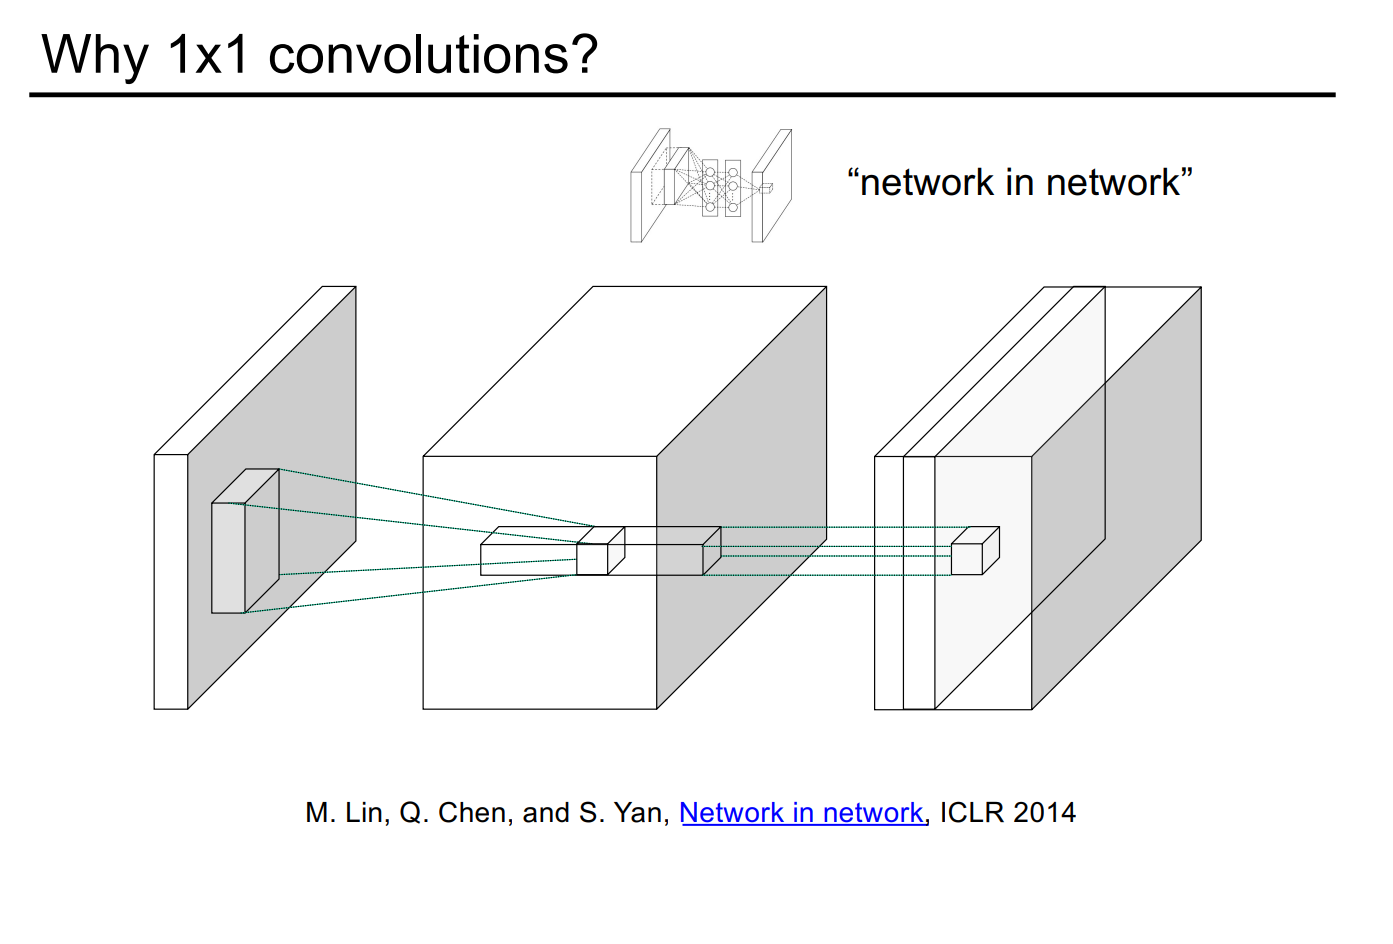 Why 1x1 convolutions?
“network in network”
M. Lin, Q. Chen, and S. Yan, Network in network, ICLR 2014